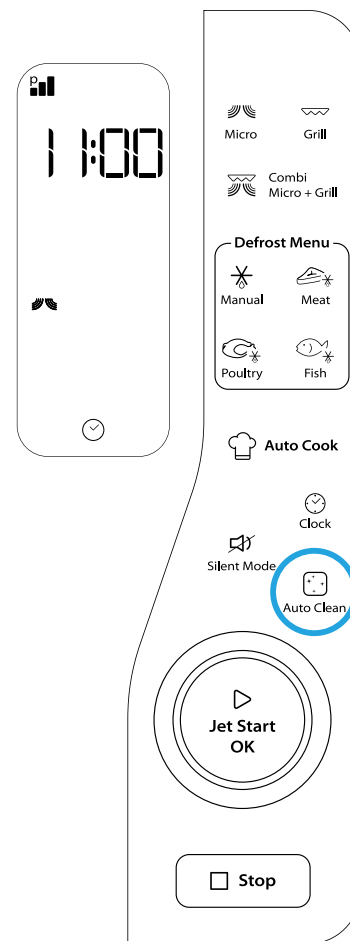 P
11:00
Micro
Grill
Combi
Micro + Grill
Defrost Menu
Manual
Meat
Poultry
Fish
Auto Cook
Clock
Silent Mode
Auto Clean
Jet Start
OK
Stop